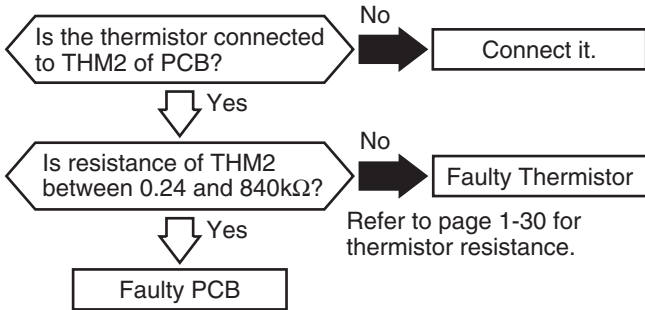 Is the thermistor connected
to THM2 of PCB?
No
Connect it.
Yes
Is resistance of THM2
between 0.24 and 840kΩ?
No
Faulty Thermistor
Refer to page 1-30 for
thermistor resistance.
Yes
Faulty PCB